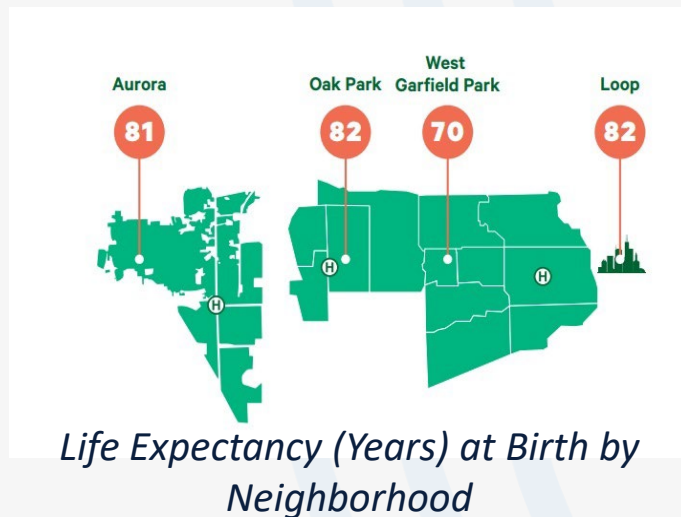 Aurora
Oak Park
West
Garfield Park
Loop
81
82
70
82
H
H
H
Life Expectancy (Years) at Birth by
Neighborhood